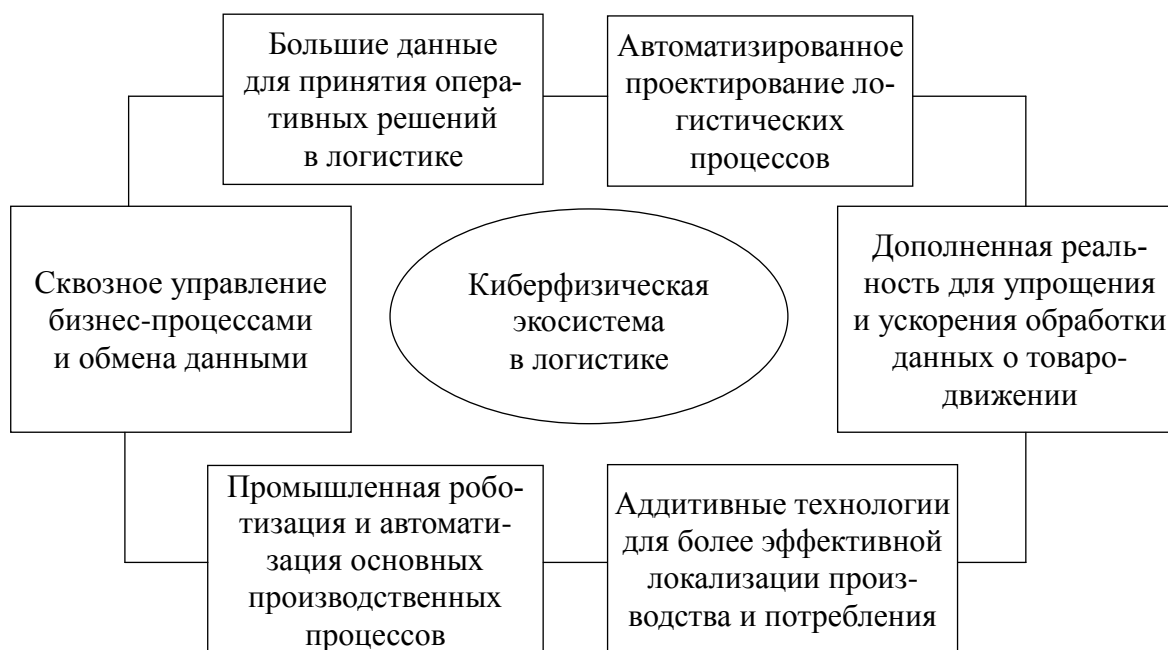 Большие данные
для принятия опера-
тивных решений
в логистике
Автоматизированное
проектирование ло-
гистических
процессов
Сквозное управление
бизнес-процессами
и обмена данными
Киберфизическая
экосистема
в логистике
Дополненная реаль-
ность для упрощения
и ускорения обработки
данных о товаро-
движении
Промышленная робо-
тизация и автомати-
зация основных
производственных
процессов
Аддитивные технологии
для более эффективной
локализации произ-
водства и потребления